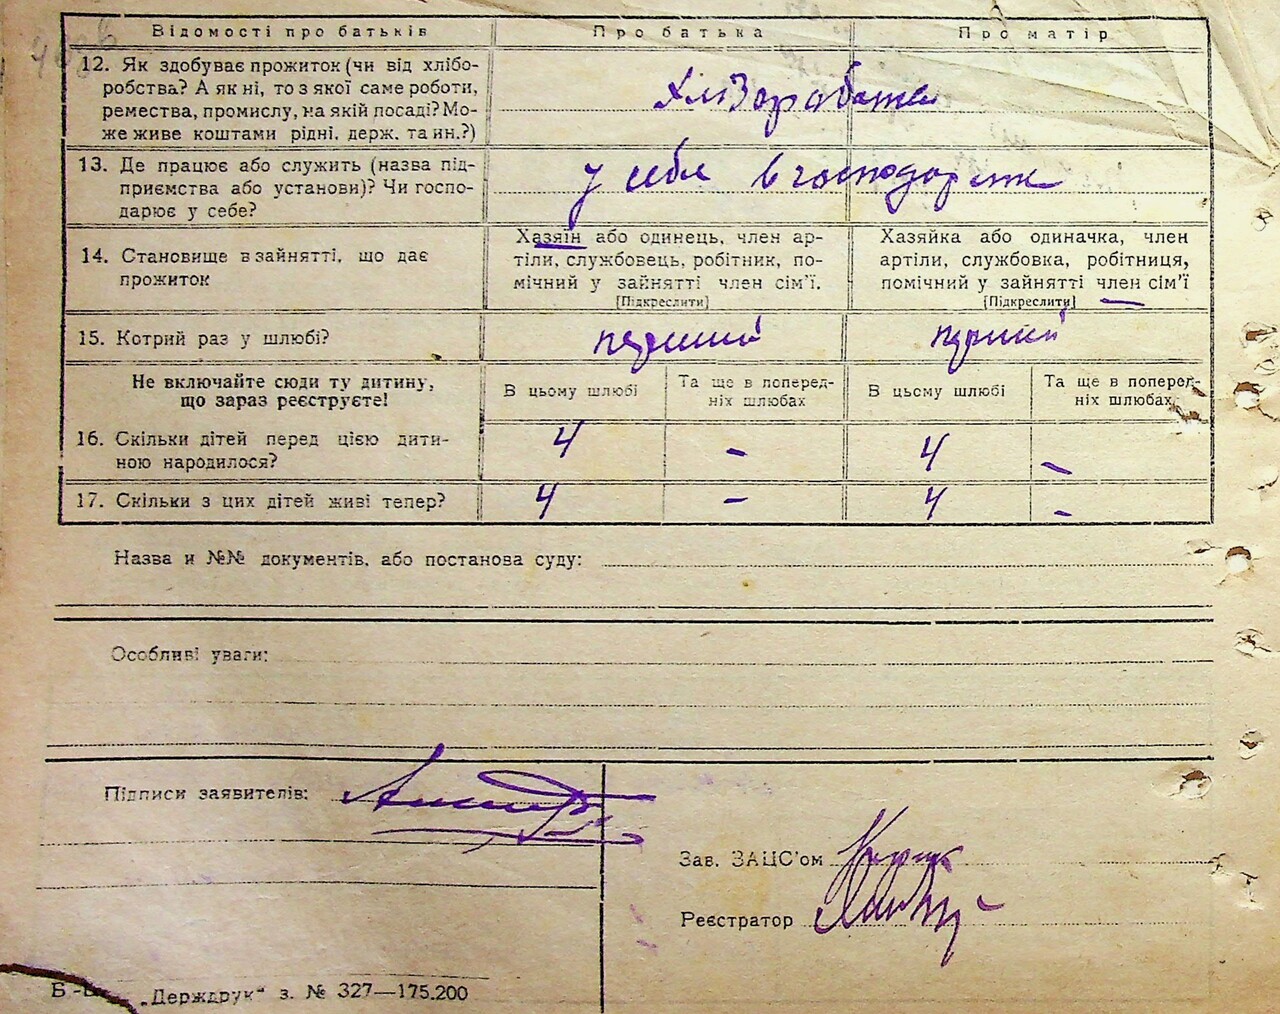 Відомості про батьків Про батька Про матір
12. Як здобуває прожиток (чи від хлібо-
робства? А як ні, то з якої саме роботи,
ремества, промислу, на якій посаді? Мо-
же живе коштами рідні, держ. та ин.?)
13. Де працює або служить (назва під-
приємства або установи)? Чи госпо-
дарює у себе?
у себя в
14. Становище в зайнятті, що дає
прожиток
Хазяїн або одинець, член ар-
тіли, службовець, робітник, по-
мічний у зайнятті член сім'ї.
[Підкреслити]
Хазяйка або одиначка, член
артіли, службовка, робітниця,
помічний у зайнятті член сім'ї
[Підкреслити]
15. Котрий раз у шлюбі? перший перший
Не включайте сюди ту дитину,
що зараз реєструєте!
В цьому шлюбі
Та ще в поперед-
ніх шлюбах
В цьому шлюбі
Та ще в поперед-
ніх шлюбах
16. Скільки дітей перед цією дити-
ною народилося?
4 – 4 –
17. Скільки з цих дітей живі тепер? 4 – 4 –
Назва и №№ документів, або постанова суду:
Особливі уваги:
Підписи заявителів:
Зав. ЗАЦС'ом
Реєстратор
„Держдрук" з. № 327—175.200